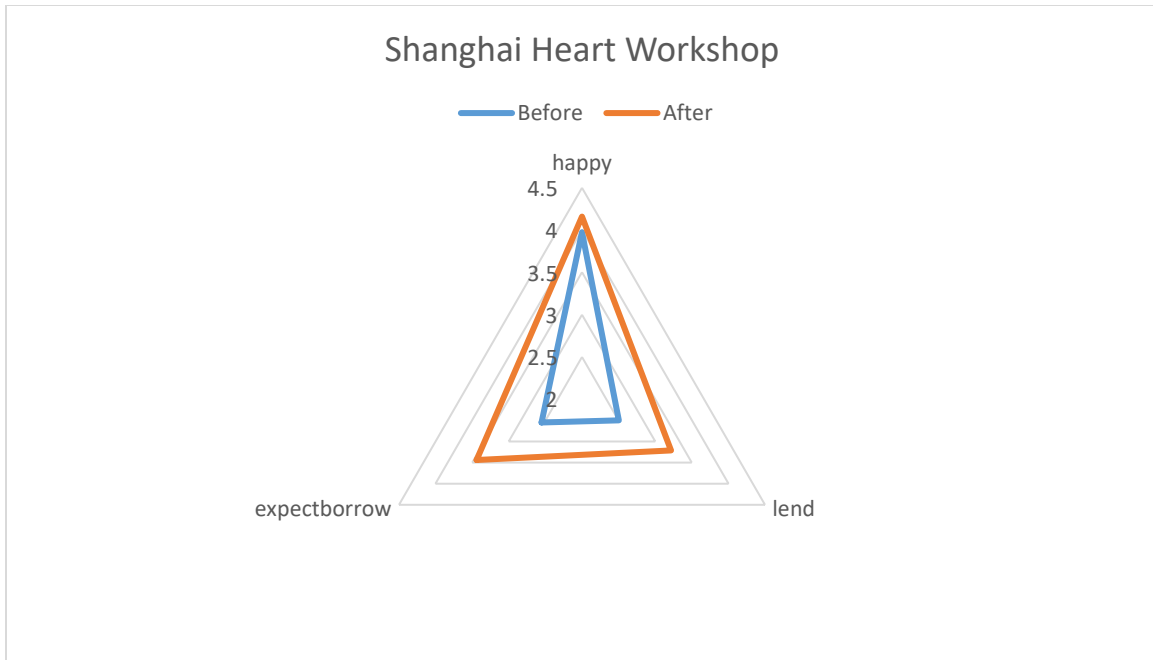 Shanghai Heart Workshop
Before After
happy
4.5
4
3.5
3
2.5
2
expectborrow
lend